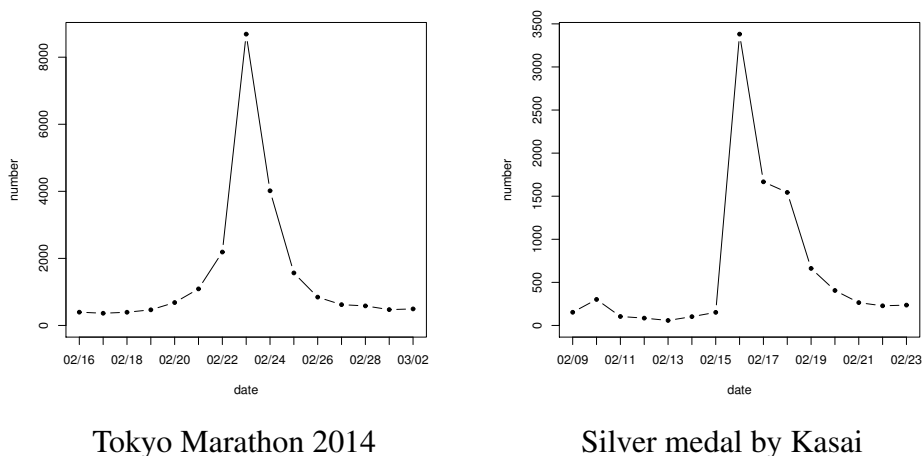 number
0 2000 4000 6000 8000
02/16 02/18 02/20 02/22 02/24 02/26 02/28 03/02
date
Tokyo Marathon 2014
number
0 500 1000 1500 2000 2500 3000 3500
02/09 02/11 02/13 02/15 02/17 02/19 02/21 02/23
date
Silver medal by Kasai